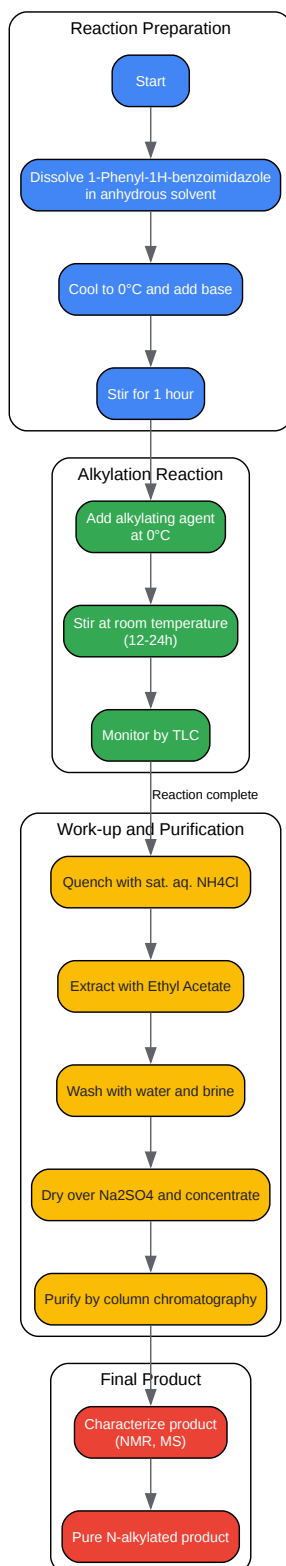 Reaction Preparation
Start
Dissolve 1-Phenyl-1H-benzoimidazole
in anhydrous solvent
Cool to 0°C and add base
Stir for 1 hour
Alkylation Reaction
Add alkylating agent
at 0°C
Stir at room temperature
(12-24h)
Monitor by TLC
Reaction complete
Work-up and Purification
Quench with sat. aq. NH4Cl
Extract with Ethyl Acetate
Wash with water and brine
Dry over Na2SO4 and concentrate
Purify by column chromatography
Final Product
Characterize product
(NMR, MS)
Pure N-alkylated product